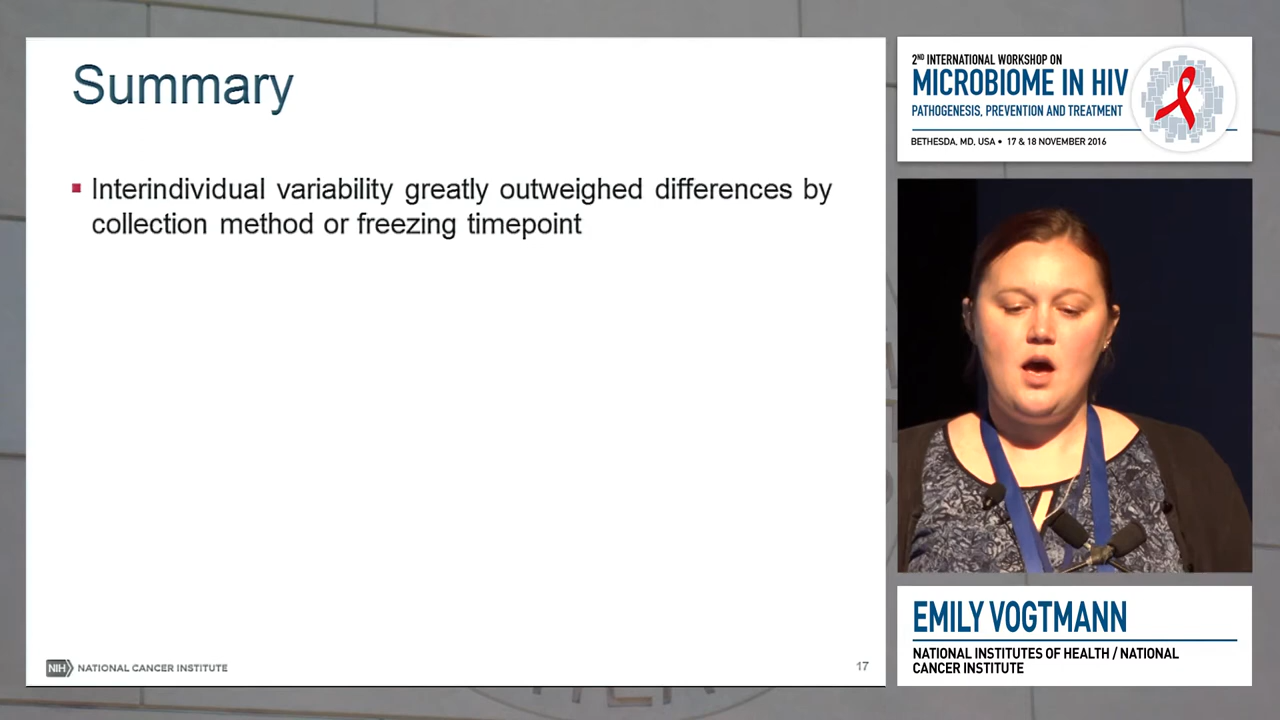 Summary
Interindividual variability greatly outweighed differences by
collection method or freezing timepoint
NIH NATIONAL CANCER INSTITUTE
17
2ND INTERNATIONAL WORKSHOP ON
MICROBIOME IN HIV
PATHOGENESIS, PREVENTION AND TREATMENT
BETHESDA, MD, USA • 17 & 18 NOVEMBER 2016
EMILY VOGTMANN
NATIONAL INSTITUTES OF HEALTH / NATIONAL
CANCER INSTITUTE